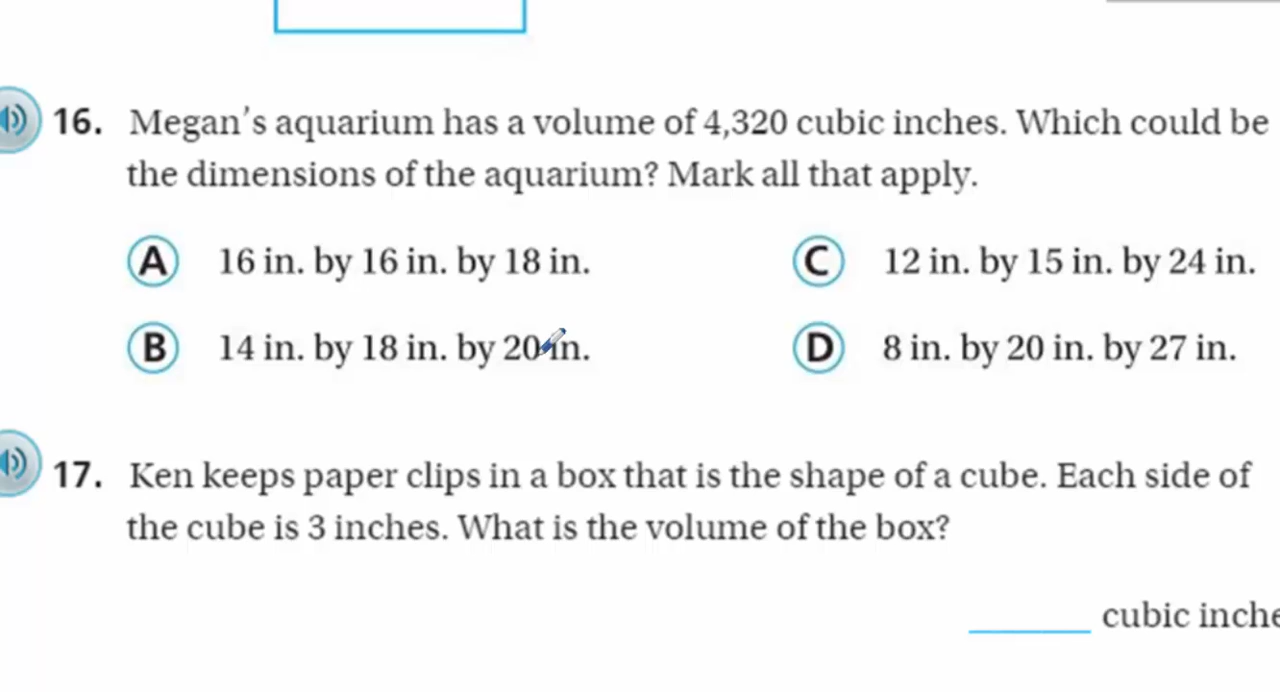 16. Megan's aquarium has a volume of 4,320 cubic inches. Which could be
the dimensions of the aquarium? Mark all that apply.
A 16 in. by 16 in. by 18 in.
C 12 in. by 15 in. by 24 in.
B 14 in. by 18 in. by 20 in.
D 8 in. by 20 in. by 27 in.
17. Ken keeps paper clips in a box that is the shape of a cube. Each side of
the cube is 3 inches. What is the volume of the box?
cubic inche